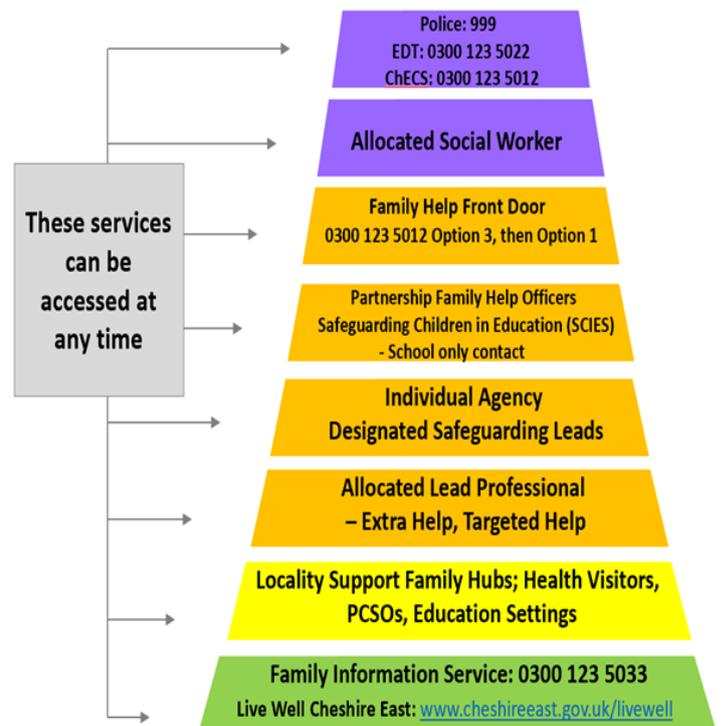 Police: 999
EDT: 0300 123 5022
ChECS: 0300 123 5012
Allocated Social Worker
These services
can be
accessed at
any time
Family Help Front Door
0300 123 5012 Option 3, then Option 1
Partnership Family Help Officers
Safeguarding Children in Education (SCIES)
- School only contact
Individual Agency
Designated Safeguarding Leads
Allocated Lead Professional
– Extra Help, Targeted Help
Locality Support Family Hubs; Health Visitors,
PCSOs, Education Settings
Family Information Service: 0300 123 5033
Live Well Cheshire East: www.cheshireeast.gov.uk/livewell